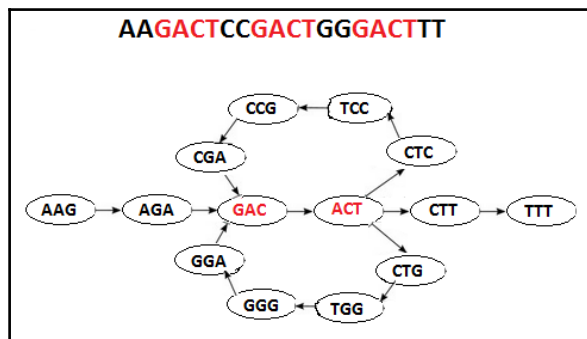 AAGACTCCGACTGGGACTTT
CCG TCC
CGA CTC
AAG AGA GAC ACT CTT TTT
GGA CTG
GGG TGG